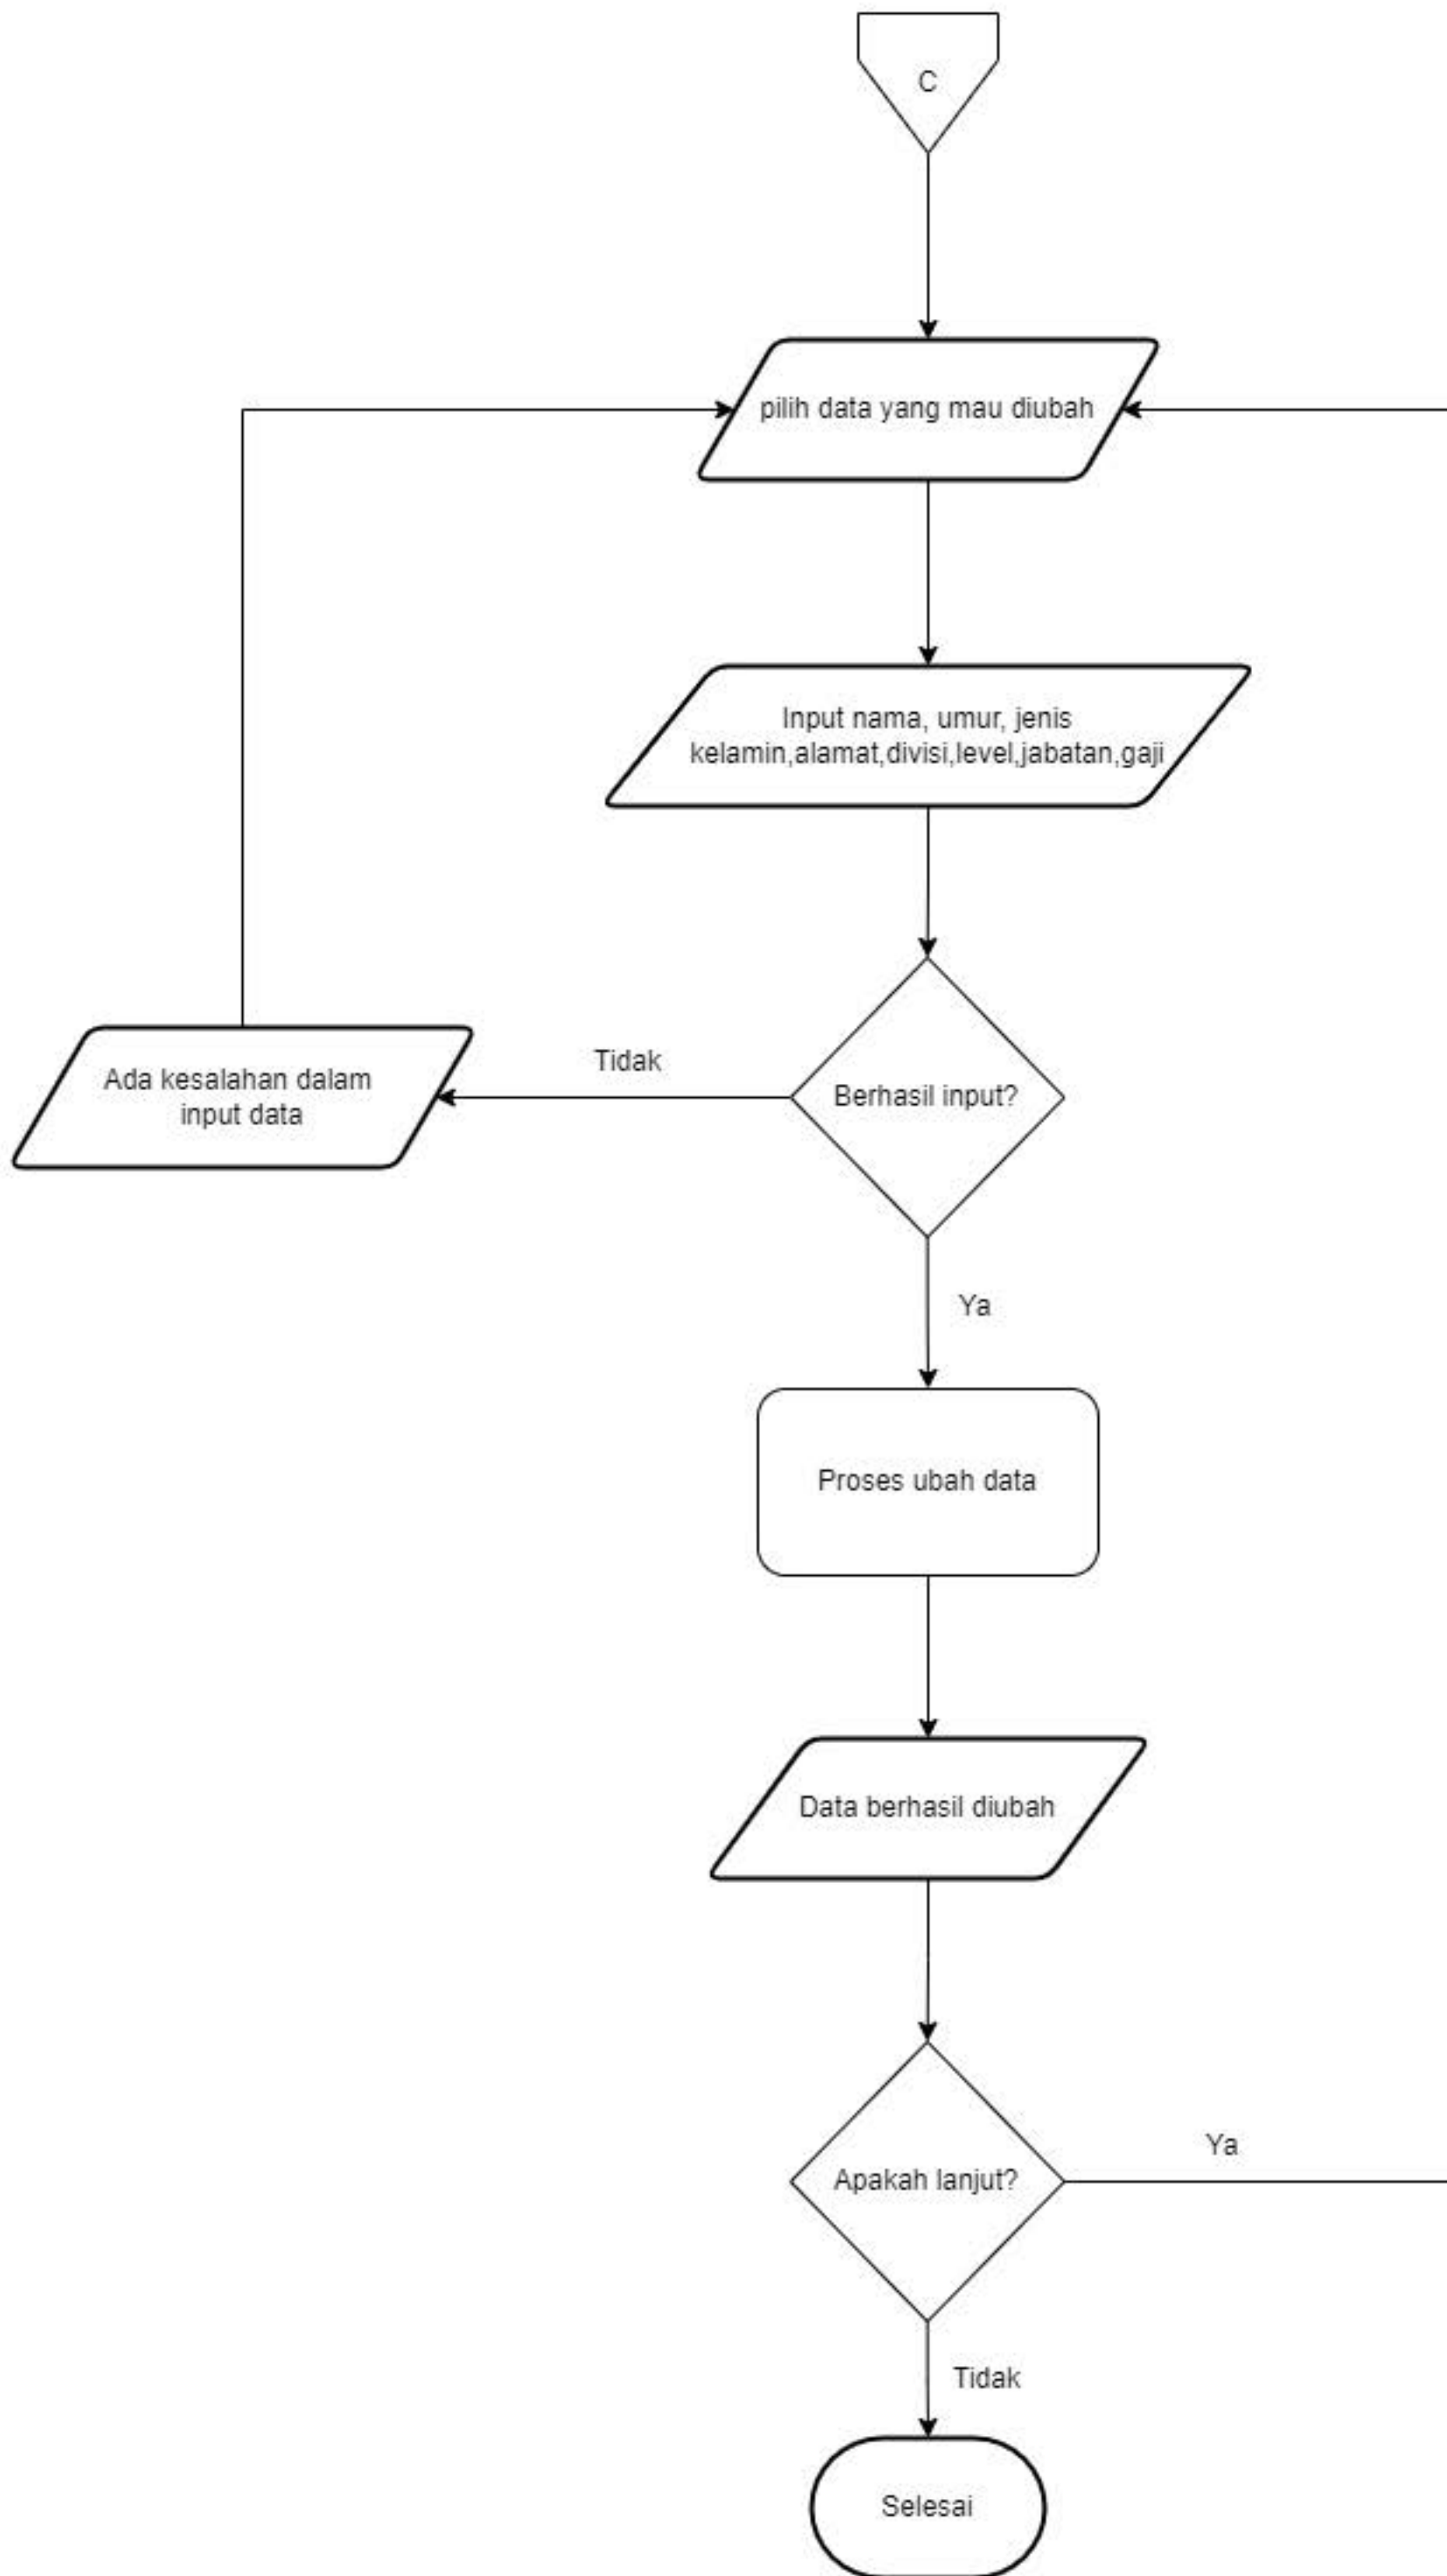 C
pilih data yang mau diubah
Input nama, umur, jenis
kelamin,alamat,divisi,level,jabatan,gaji
Berhasil input?
Tidak
Ada kesalahan dalam
input data
Ya
Proses ubah data
Data berhasil diubah
Apakah lanjut?
Ya
Tidak
Selesai